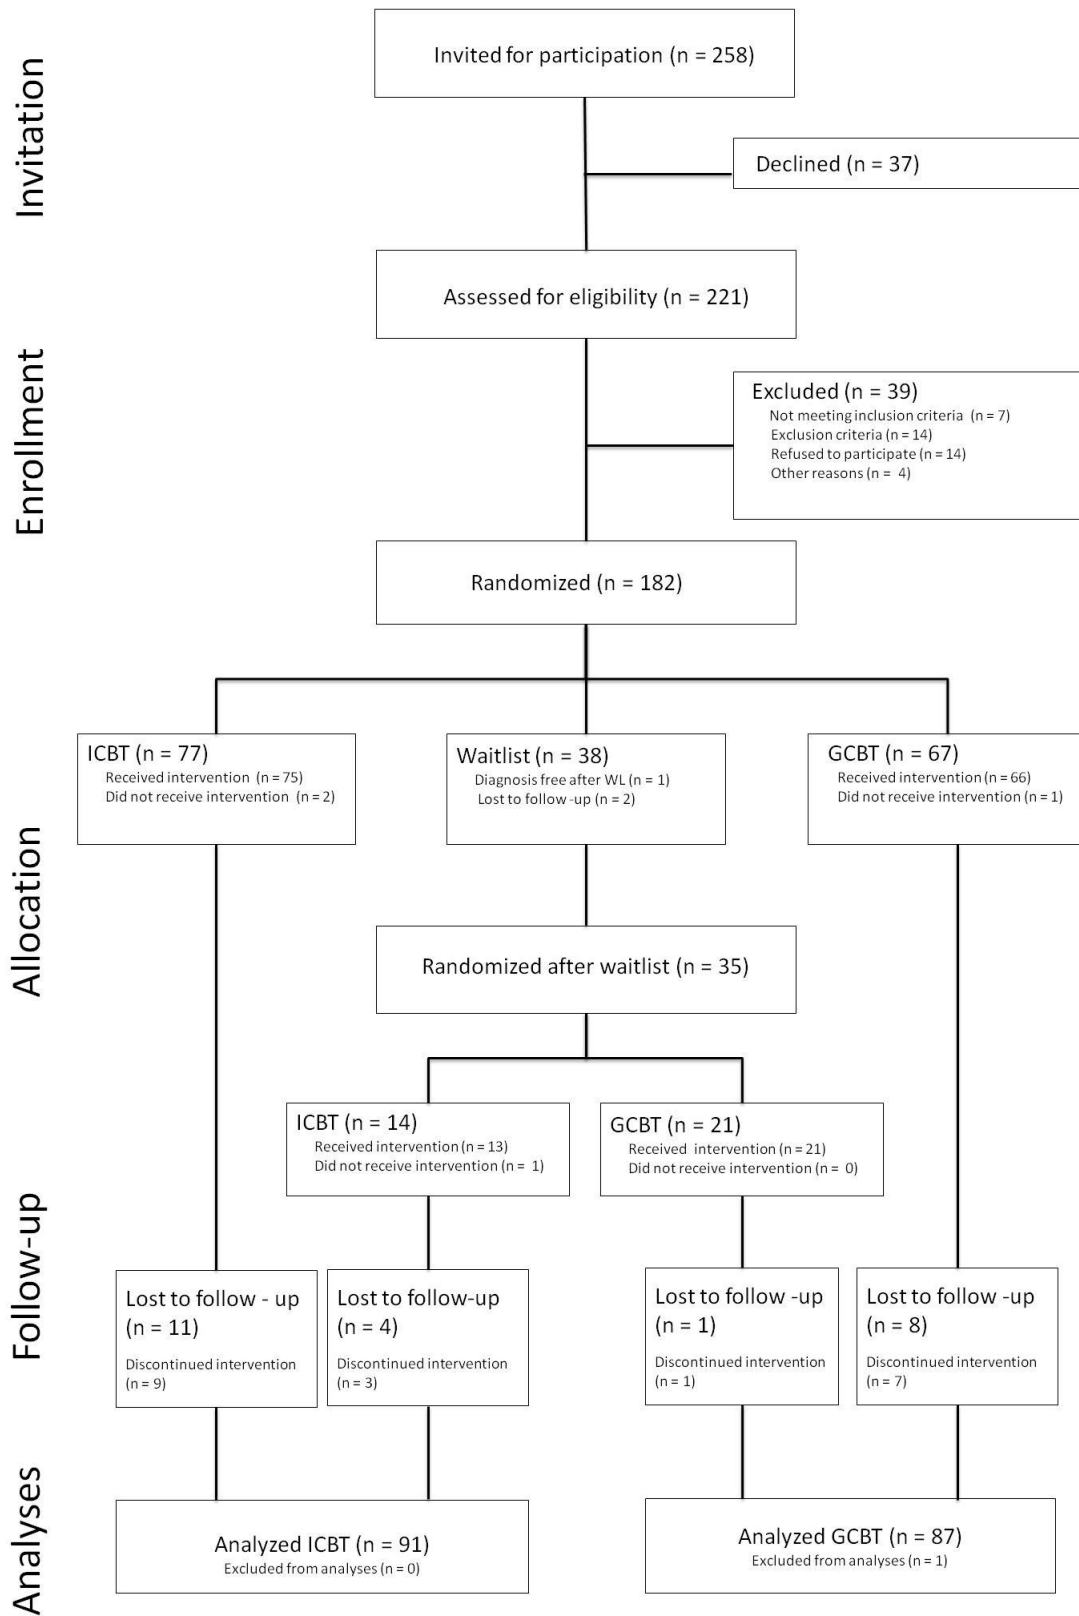 Invitation
Invited for participation (n = 258)
Declined (n = 37)
Assessed for eligibility (n = 221)
Enrollment
Excluded (n = 39)
Not meeting inclusion criteria (n = 7)
Exclusion criteria (n = 14)
Refused to participate (n = 14)
Other reasons (n = 4)
Randomized (n = 182)
Allocation
ICBT (n = 77)
Received intervention (n = 75)
Did not receive intervention (n = 2)
Waitlist (n = 38)
Diagnosis free after WL (n = 1)
Lost to follow -up (n = 2)
GCBT (n = 67)
Received intervention (n = 66)
Did not receive intervention (n = 1)
Randomized after waitlist (n = 35)
ICBT (n = 14)
Received intervention (n = 13)
Did not receive intervention (n = 1)
GCBT (n = 21)
Received intervention (n = 21)
Did not receive intervention (n = 0)
Follow-up
Lost to follow - up
(n = 11)
Discontinued intervention
(n = 9)
Lost to follow-up
(n = 4)
Discontinued intervention
(n = 3)
Lost to follow -up
(n = 1)
Discontinued intervention
(n = 1)
Lost to follow -up
(n = 8)
Discontinued intervention
(n = 7)
Analyses
Analyzed ICBT (n = 91)
Excluded from analyses (n = 0)
Analyzed GCBT (n = 87)
Excluded from analyses (n = 1)